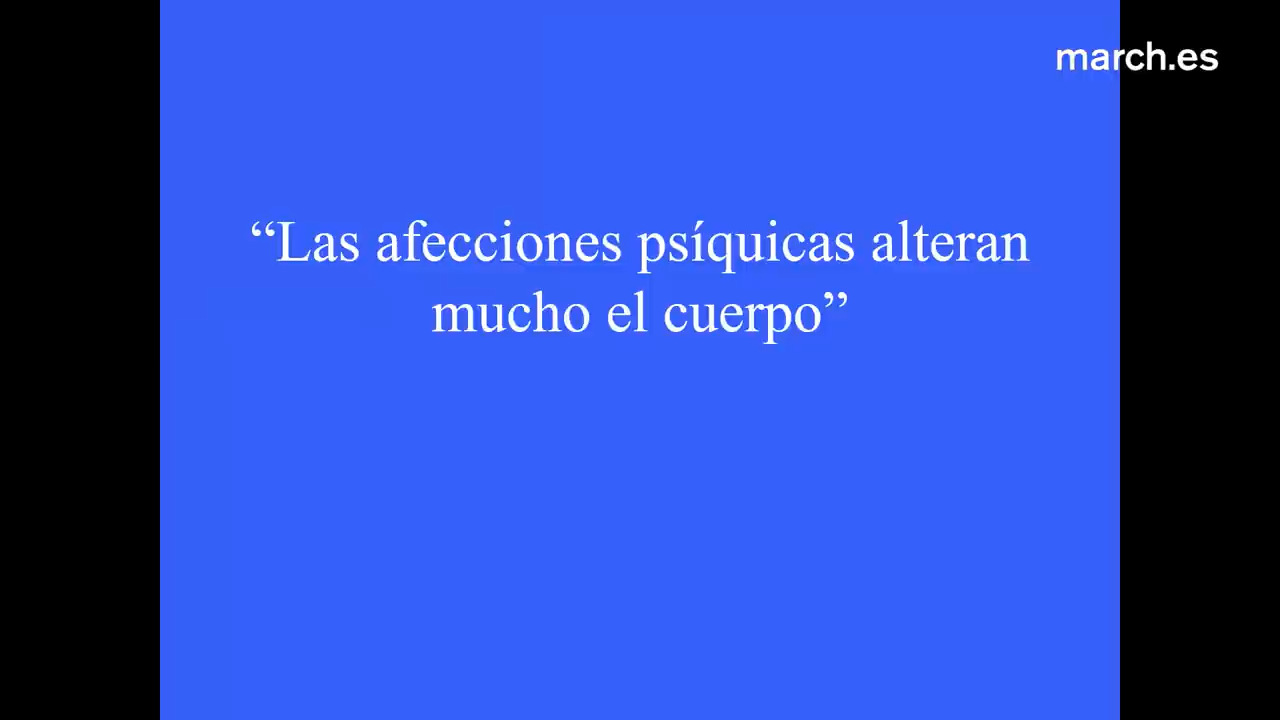 march.es
“Las afecciones psíquicas alteran
mucho el cuerpo”